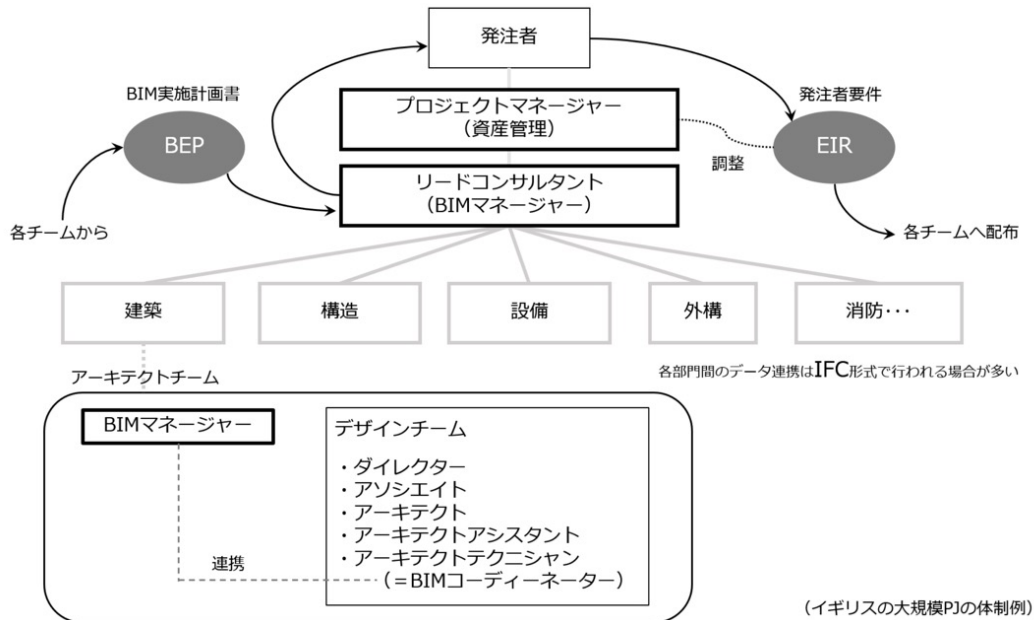 発注者
BIM実施計画書
発注者要件
プロジェクトマネージャー
（資産管理）
BEP
EIR
調整
リードコンサルタント
（BIMマネージャー）
各チームから
各チームへ配布
建築
構造
設備
外構
消防･･･
アーキテクトチーム
各部門間のデータ連携はIFC形式で行われる場合が多い
BIMマネージャー
デザインチーム
・ダイレクター
・アソシエイト
・アーキテクト
・アーキテクトアシスタント
・アーキテクトテクニシャン
（＝BIMコーディーネーター）
連携
（イギリスの大規模PJの体制例）